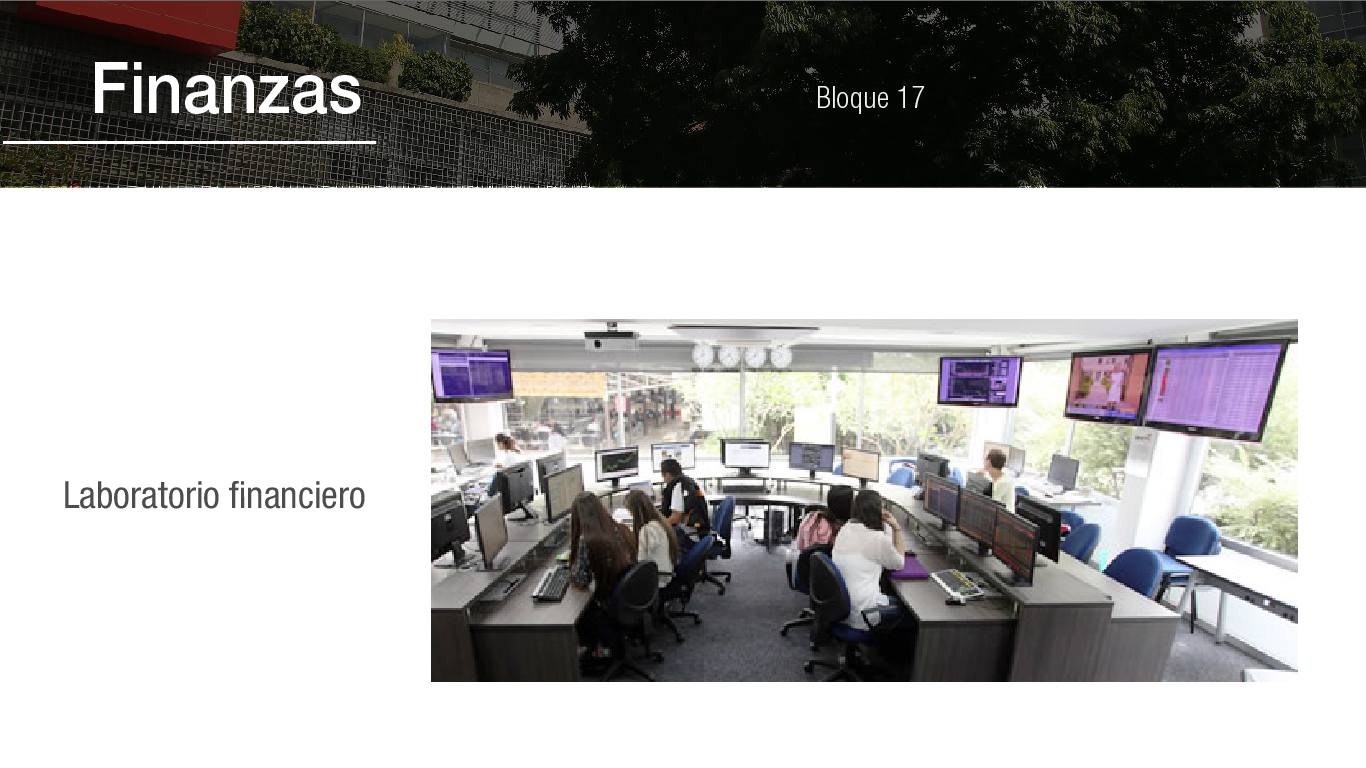 Finanzas
Bloque 17
Laboratorio financiero